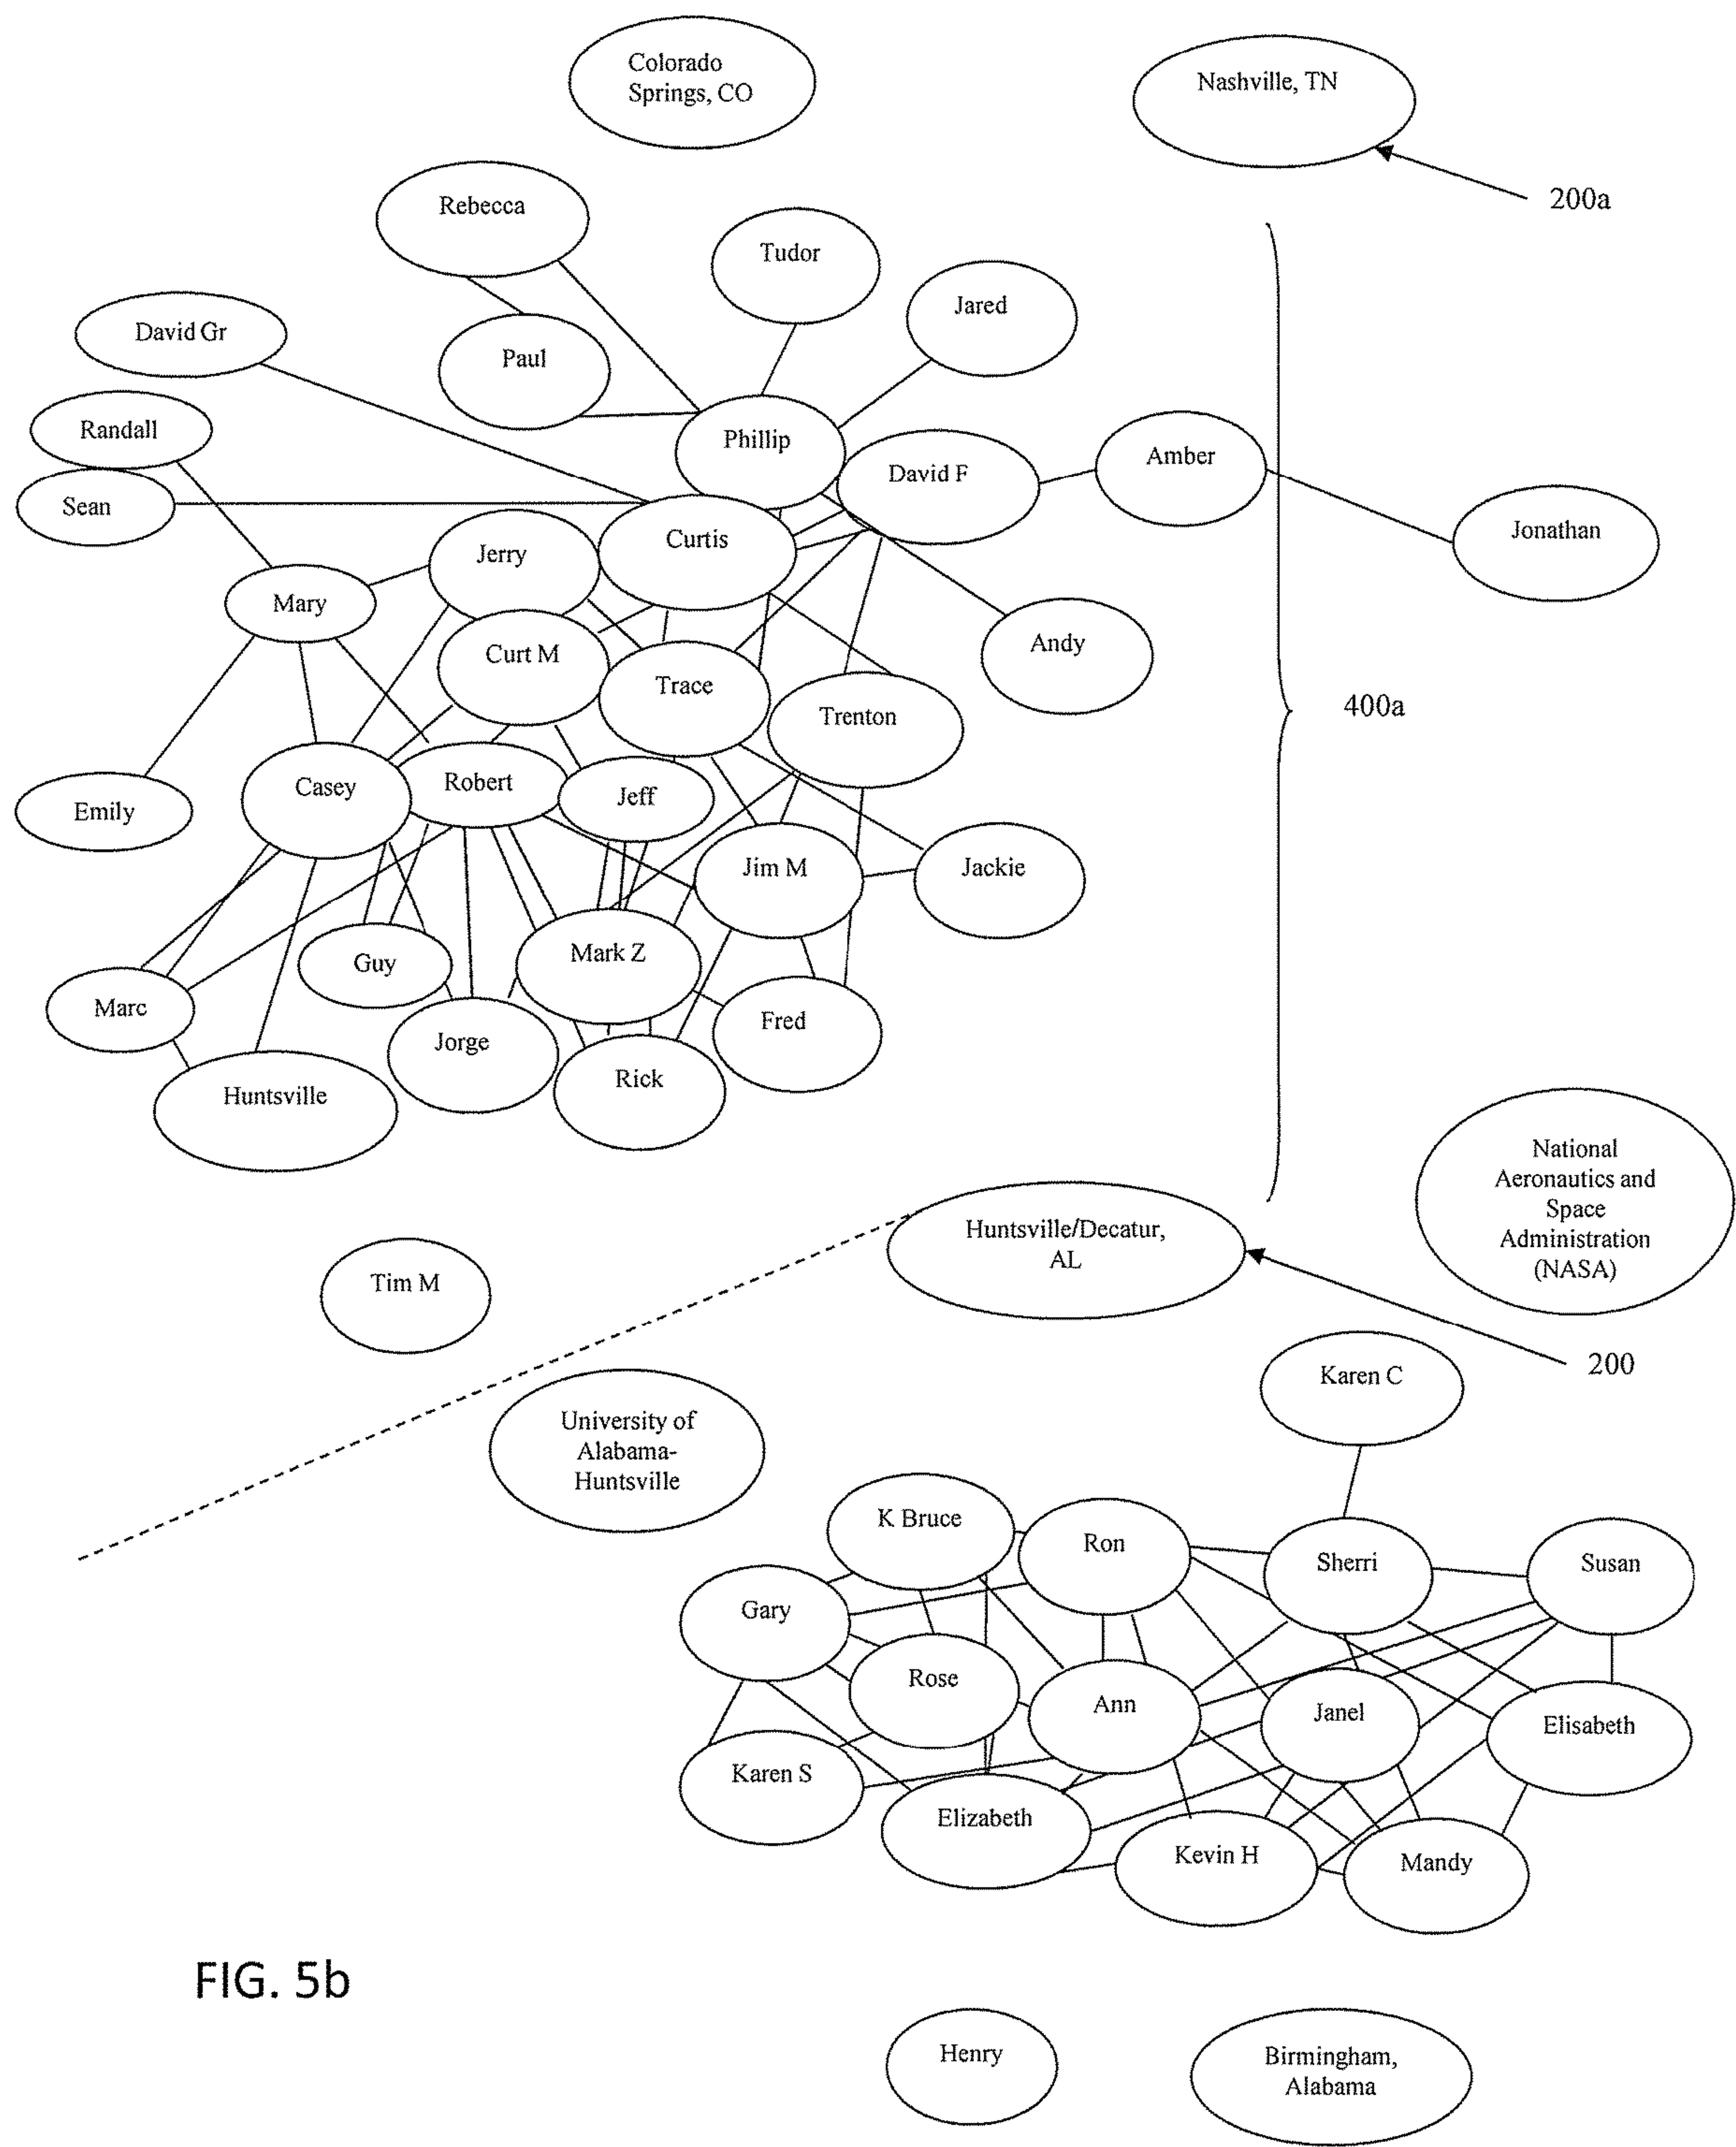 Colorado
Springs, CO
Nashville, TN
200a
Rebecca
Tudor
Jared
David Gr
Paul
Randall
Phillip
David F
Amber
Sean
Jonathan
Curtis
Jerry
Mary
Andy
Curt M
Trace
Trenton
400a
Casey
Robert
Jeff
Emily
Jim M
Jackie
Guy
Mark Z
Marc
Jorge
Fred
Rick
Huntsville
National
Aeronautics and
Space
Administration
(NASA)
Huntsville/Decatur,
AL
Tim M
200
Karen C
University of
Alabama-
Huntsville
K Bruce
Ron
Sherri
Susan
Gary
Rose
Ann
Janel
Elisabeth
Karen S
Elizabeth
Kevin H
Mandy
FIG. 5b
Henry
Birmingham,
Alabama